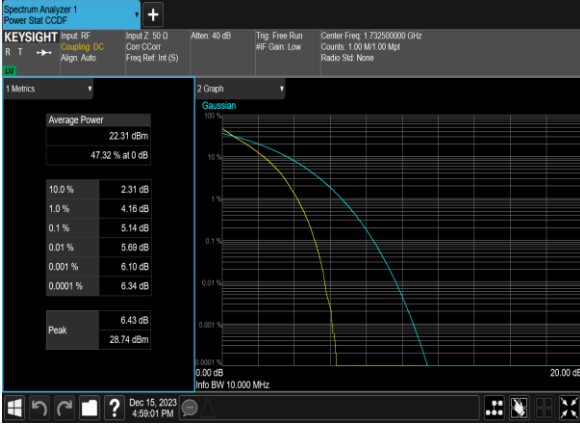 Spectrum Analyzer 1
Power Stat CCDF
+
KEYSIGHT
R T
LXI
Input: RF
Coupling: DC
Align: Auto
Input Z: 50 Ω
Corr CCorr
Freq Ref: Int (S)
Atten: 40 dB
Trig: Free Run
#IF Gain: Low
Center Freq: 1.732500000 GHz
Counts: 1.00 M/1.00 Mpt
Radio Std: None
1 Metrics
Average Power
22.31 dBm
47.32 % at 0 dB
10.0 % 2.31 dB
1.0 % 4.16 dB
0.1 % 5.14 dB
0.01 % 5.69 dB
0.001 % 6.10 dB
0.0001 % 6.34 dB
Peak
6.43 dB
28.74 dBm
2 Graph
Gaussian
100 %
10 %
1 %
0.1 %
0.01 %
0.001 %
0.0001 %
0.00 dB
20.00 dB
Info BW 10.000 MHz
?
Dec 15, 2023
4:59:01 PM